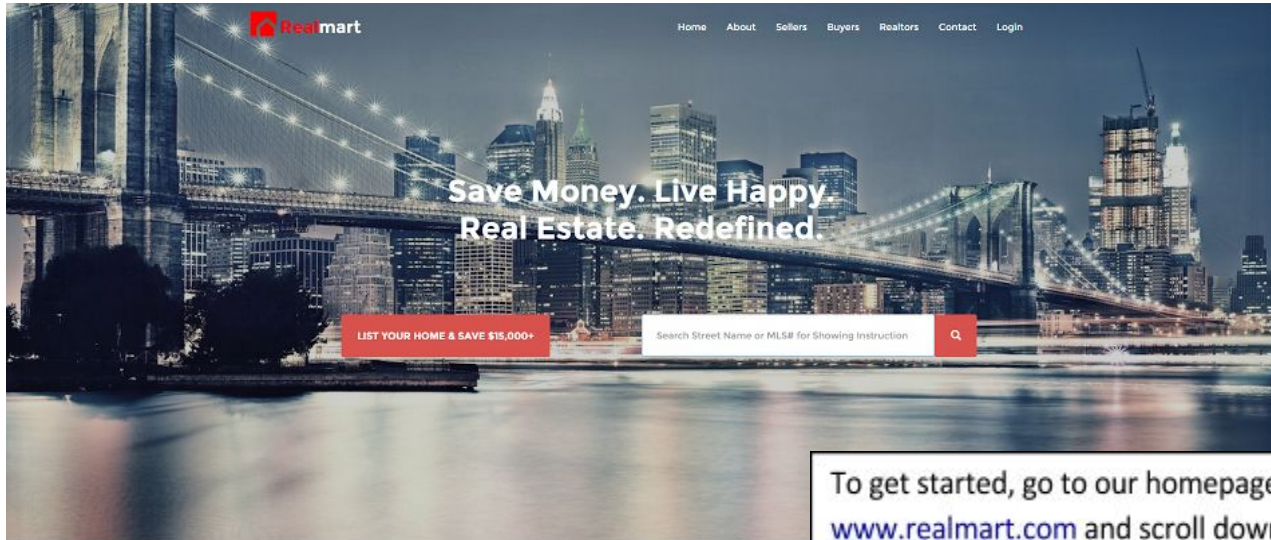 Realmart
Home About Sellers Buyers Realtors Contact Login
Save Money. Live Happy.
Real Estate. Redefined.
LIST YOUR HOME & SAVE $15,000+
Search Street Name or MLS# for Showing Instruction
To get started, go to our homepage
www.realmart.com and scroll down